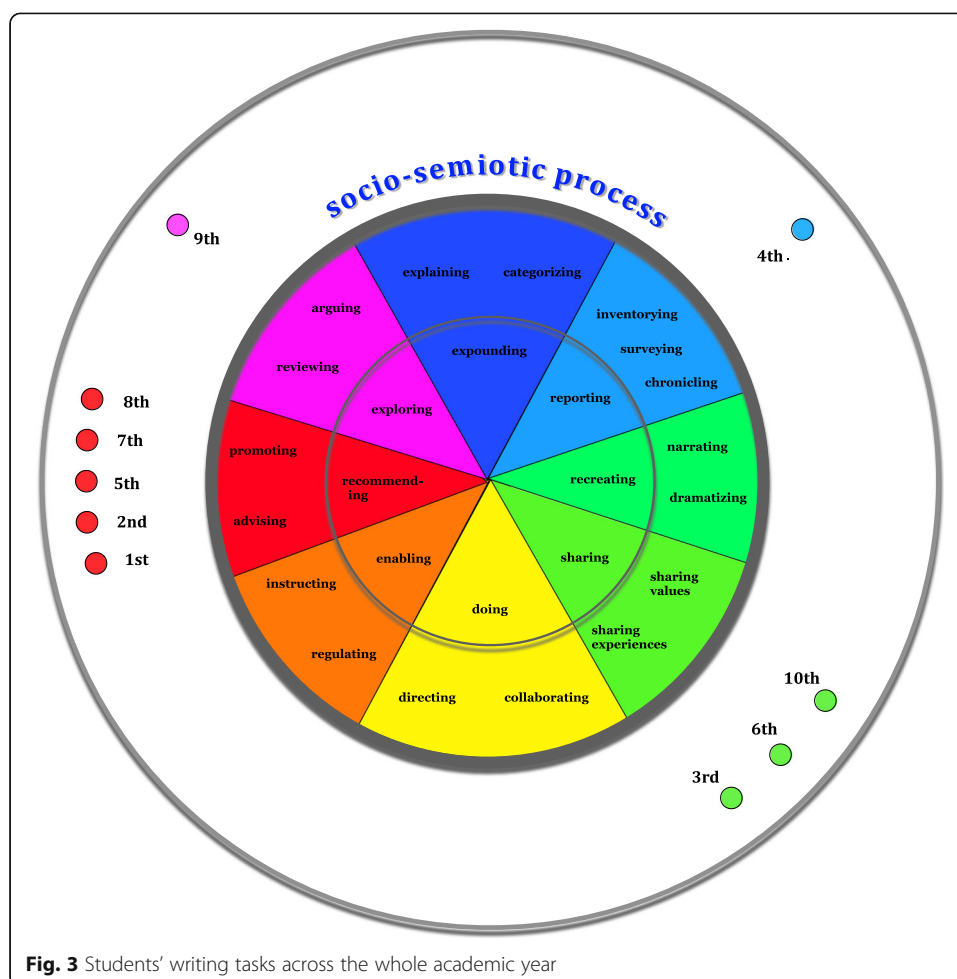 socio-semiotic process
9th
4th .
explaining
categorizing
arguing
inventorying
surveying
reviewing
expounding
chronicling
exploring
reporting
8th
7th
5th
2nd
1st
promoting
narrating
recommend-
ing
recreating
dramatizing
advising
enabling
sharing
instructing
sharing
values
doing
sharing
experiences
regulating
directing
collaborating
10th
6th
3rd
Fig. 3 Students’ writing tasks across the whole academic year